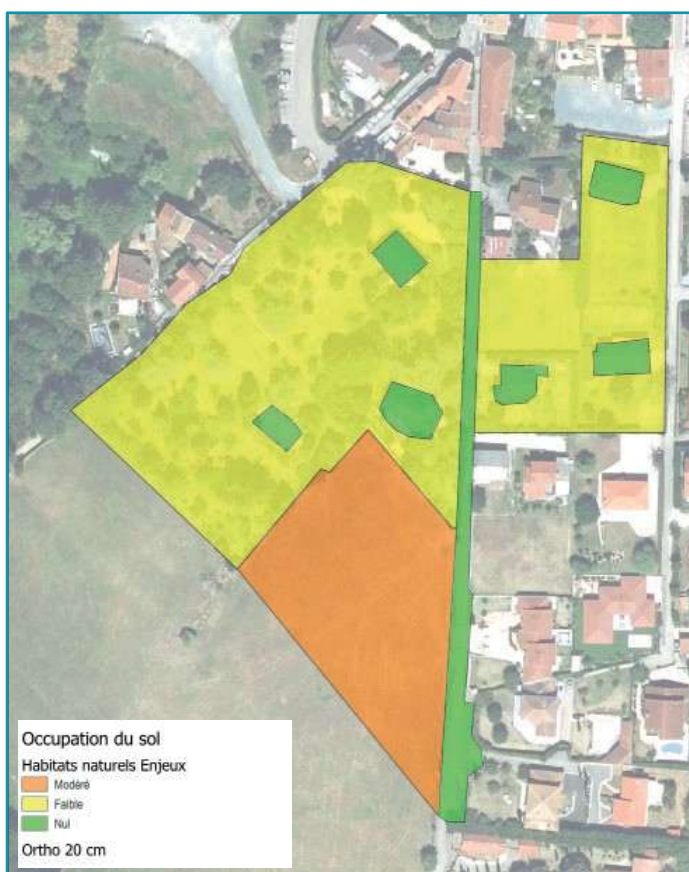 Occupation du sol
Habitats naturels Enjeux
Modéré
Faible
Nul
Ortho 20 cm